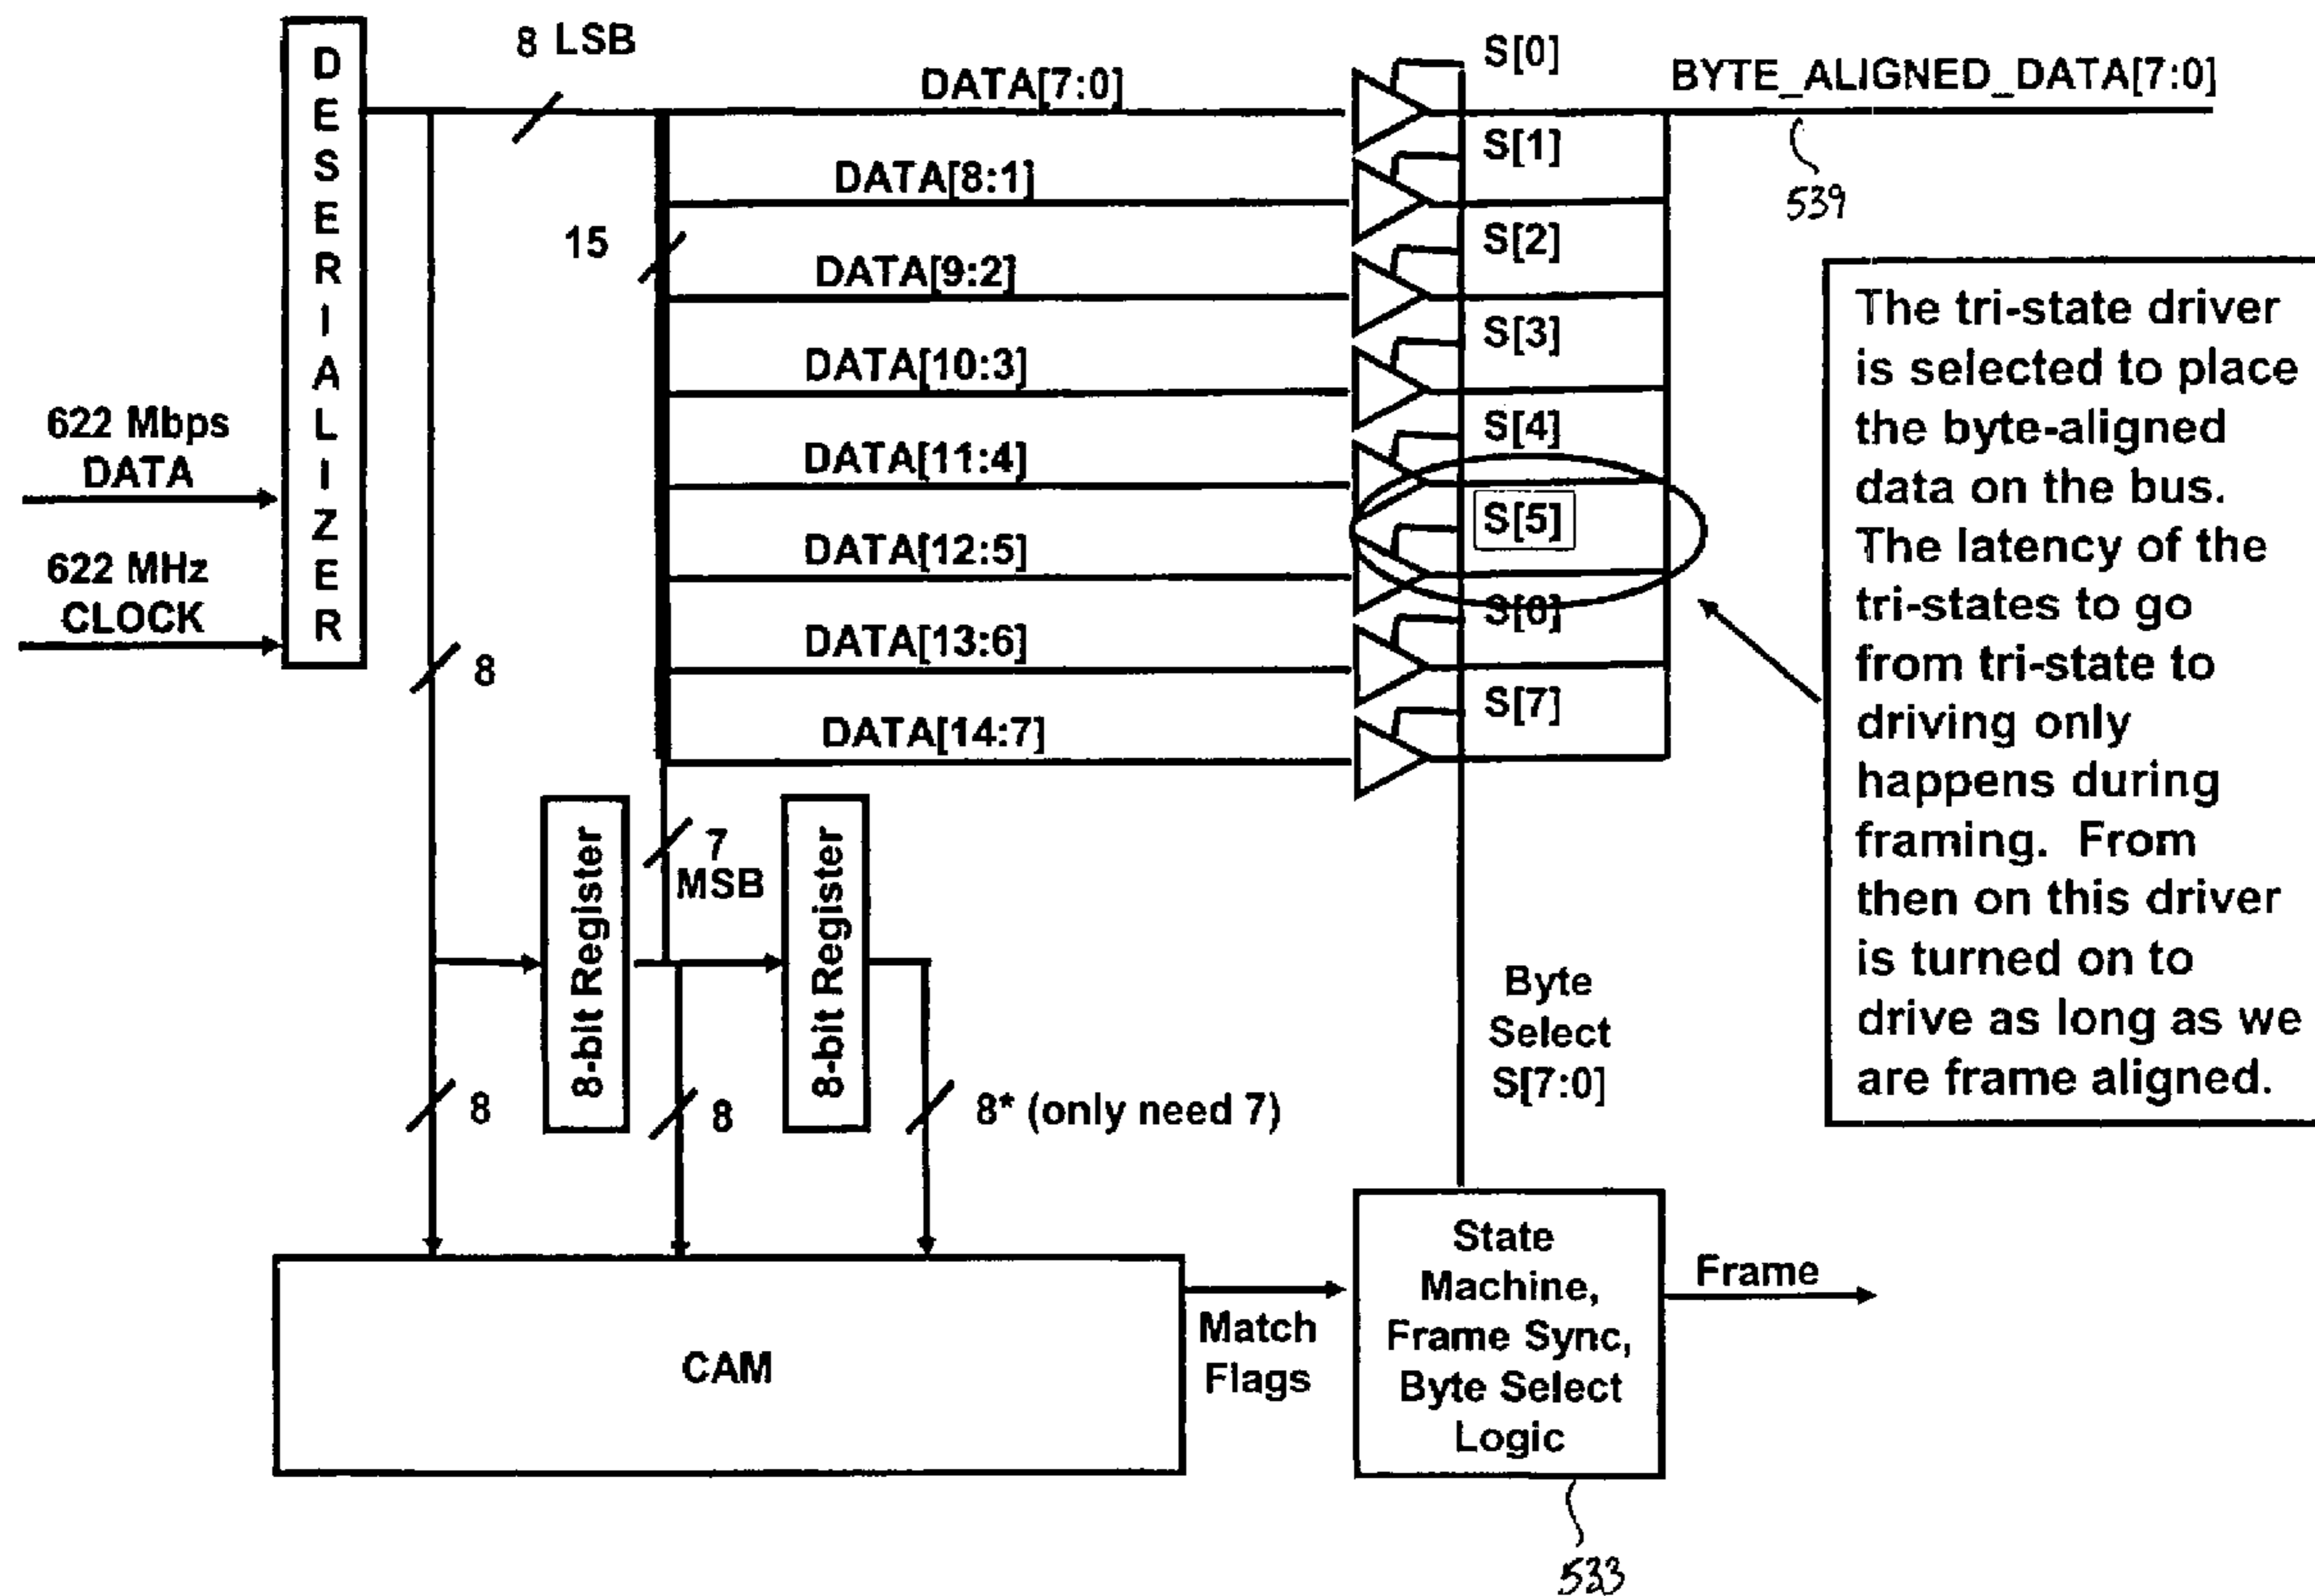 DESERIALIZER
8 LSB
DATA[7:0]
S[0]
BYTE_ALIGNED_DATA[7:0]
539
DATA[8:1]
S[1]
15
DATA[9:2]
S[2]
DATA[10:3]
S[3]
DATA[11:4]
S[4]
DATA[12:5]
S[5]
DATA[13:6]
S[6]
DATA[14:7]
S[7]
622 Mbps
DATA
622 MHz
CLOCK
8
The tri-state driver
is selected to place
the byte-aligned
data on the bus.
The latency of the
tri-states to go
from tri-state to
driving only
happens during
framing. From
then on this driver
is turned on to
drive as long as we
are frame aligned.
7
MSB
8-bit Register
8-bit Register
8
8
8* (only need 7)
Byte
Select
S[7:0]
CAM
Match
Flags
State
Machine,
Frame Sync,
Byte Select
Logic
Frame
533